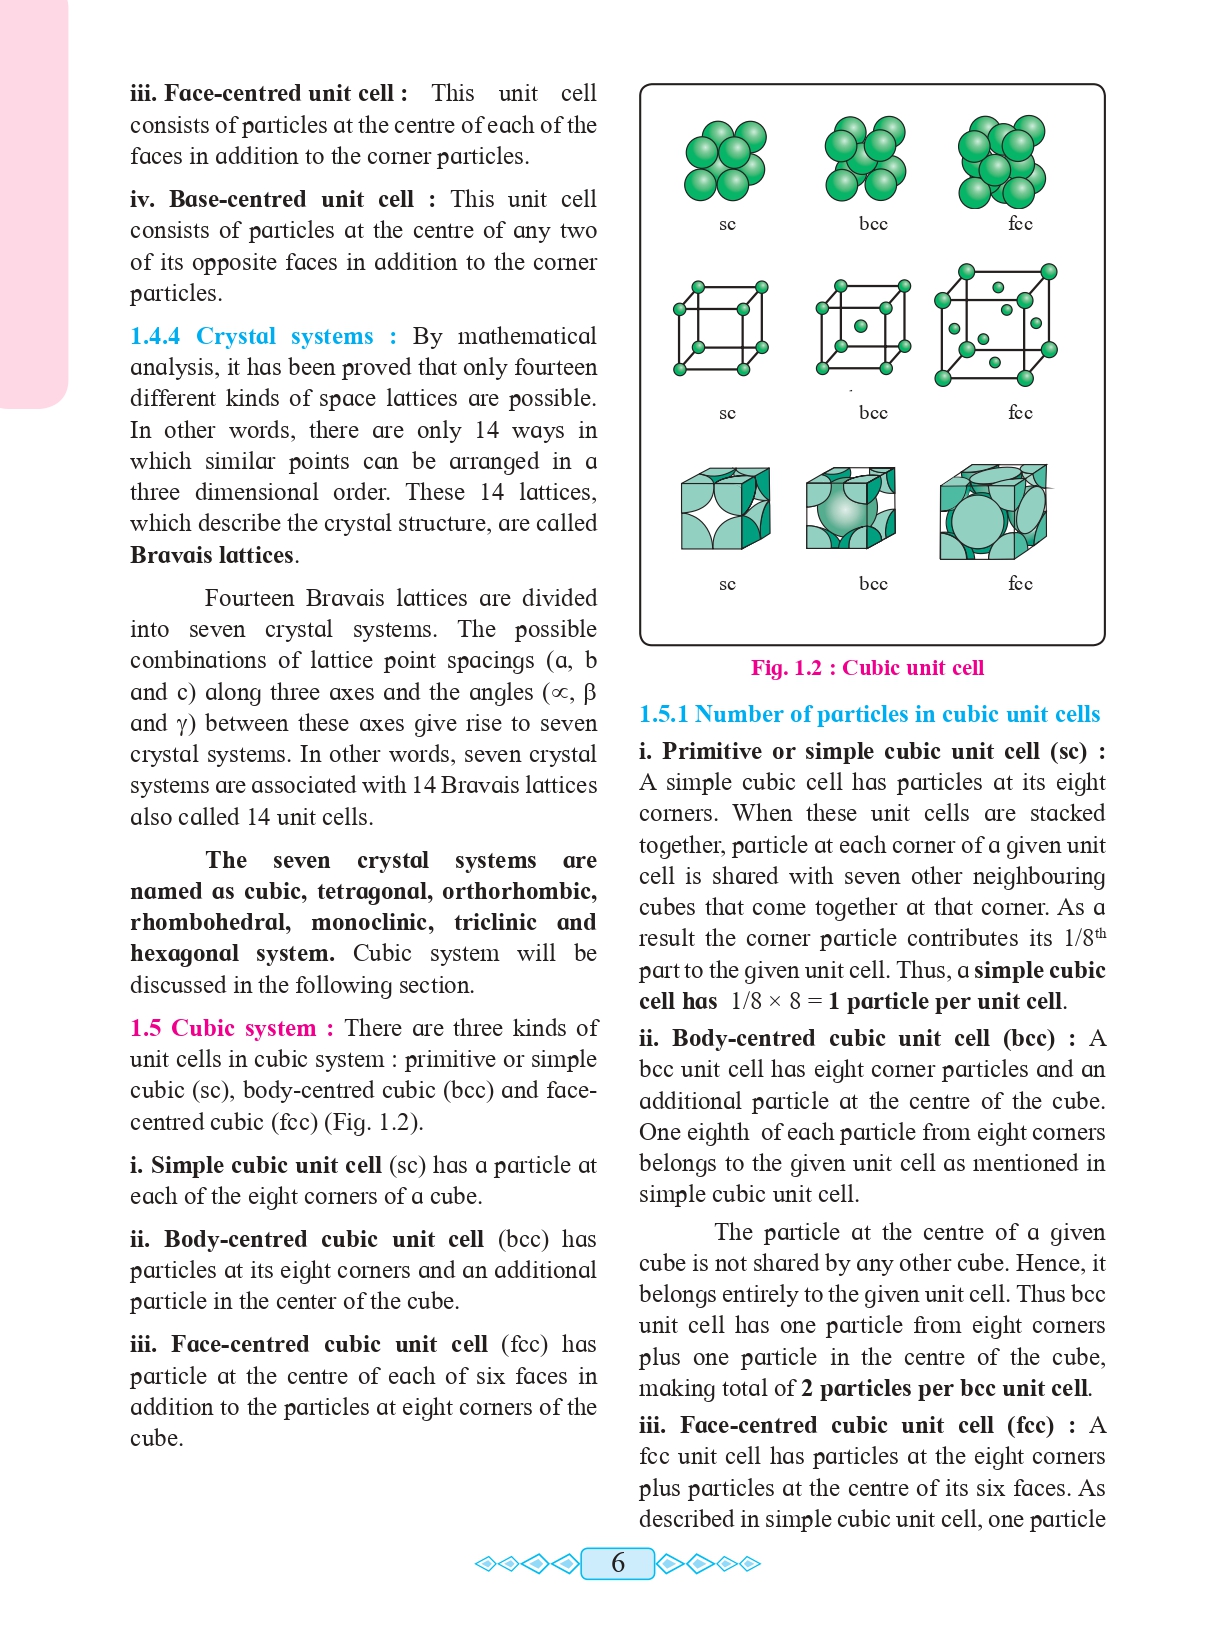 iii. Face-centred unit cell : This unit cell
consists of particles at the centre of each of the
faces in addition to the corner particles.
iv. Base-centred unit cell : This unit cell
consists of particles at the centre of any two
of its opposite faces in addition to the corner
particles.
1.4.4 Crystal systems : By mathematical
analysis, it has been proved that only fourteen
different kinds of space lattices are possible.
In other words, there are only 14 ways in
which similar points can be arranged in a
three dimensional order. These 14 lattices,
which describe the crystal structure, are called
Bravais lattices.
Fourteen Bravais lattices are divided
into seven crystal systems. The possible
combinations of lattice point spacings (a, b
and c) along three axes and the angles (∝, β
and γ) between these axes give rise to seven
crystal systems. In other words, seven crystal
systems are associated with 14 Bravais lattices
also called 14 unit cells.
The seven crystal systems are
named as cubic, tetragonal, orthorhombic,
rhombohedral, monoclinic, triclinic and
hexagonal system. Cubic system will be
discussed in the following section.
1.5 Cubic system : There are three kinds of
unit cells in cubic system : primitive or simple
cubic (sc), body-centred cubic (bcc) and face-
centred cubic (fcc) (Fig. 1.2).
i. Simple cubic unit cell (sc) has a particle at
each of the eight corners of a cube.
ii. Body-centred cubic unit cell (bcc) has
particles at its eight corners and an additional
particle in the center of the cube.
iii. Face-centred cubic unit cell (fcc) has
particle at the centre of each of six faces in
addition to the particles at eight corners of the
cube.
sc bcc fcc
sc bcc fcc
sc bcc fcc
Fig. 1.2 : Cubic unit cell
1.5.1 Number of particles in cubic unit cells
i. Primitive or simple cubic unit cell (sc) :
A simple cubic cell has particles at its eight
corners. When these unit cells are stacked
together, particle at each corner of a given unit
cell is shared with seven other neighbouring
cubes that come together at that corner. As a
result the corner particle contributes its 1/8th
part to the given unit cell. Thus, a simple cubic
cell has 1/8 × 8 = 1 particle per unit cell.
ii. Body-centred cubic unit cell (bcc) : A
bcc unit cell has eight corner particles and an
additional particle at the centre of the cube.
One eighth of each particle from eight corners
belongs to the given unit cell as mentioned in
simple cubic unit cell.
The particle at the centre of a given
cube is not shared by any other cube. Hence, it
belongs entirely to the given unit cell. Thus bcc
unit cell has one particle from eight corners
plus one particle in the centre of the cube,
making total of 2 particles per bcc unit cell.
iii. Face-centred cubic unit cell (fcc) : A
fcc unit cell has particles at the eight corners
plus particles at the centre of its six faces. As
described in simple cubic unit cell, one particle
6